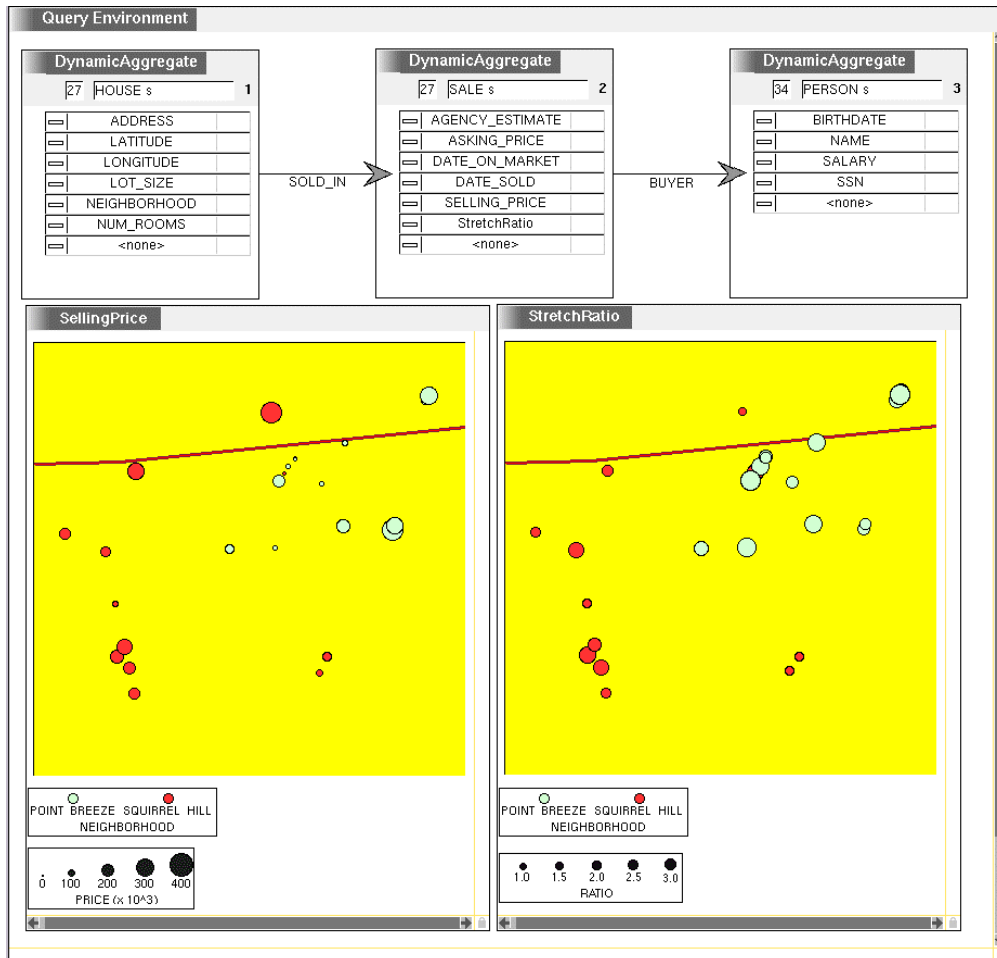 Query Environment
DynamicAggregate
27 HOUSE s 1
ADDRESS
LATITUDE
LONGITUDE
LOT_SIZE
NEIGHBORHOOD
NUM_ROOMS
<none>
SOLD_IN
DynamicAggregate
27 SALE s 2
AGENCY_ESTIMATE
ASKING_PRICE
DATE_ON_MARKET
DATE_SOLD
SELLING_PRICE
StretchRatio
<none>
BUYER
DynamicAggregate
34 PERSON s 3
BIRTHDATE
NAME
SALARY
SSN
<none>
SellingPrice
POINT BREEZE SQUIRREL HILL
NEIGHBORHOOD
0 100 200 300 400
PRICE (x 10^3)
StretchRatio
POINT BREEZE SQUIRREL HILL
NEIGHBORHOOD
1.0 1.5 2.0 2.5 3.0
RATIO